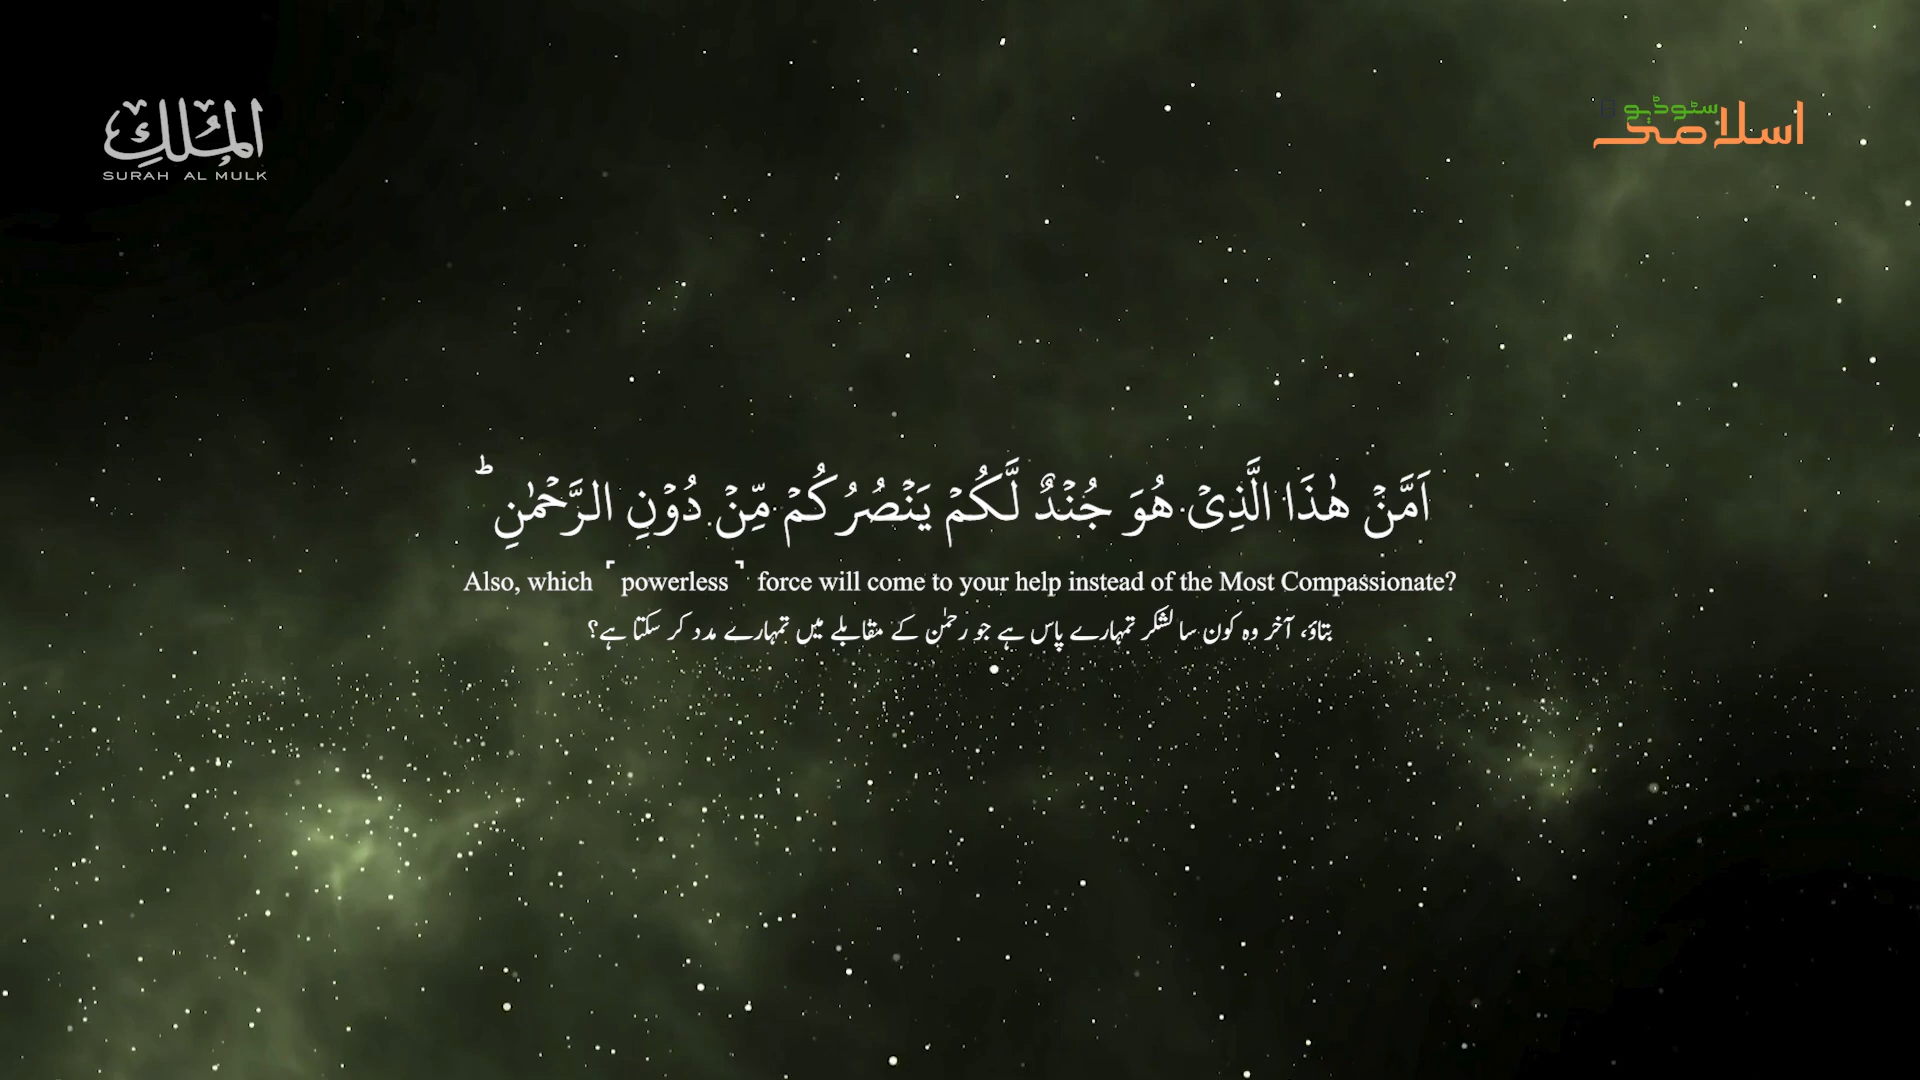 المُلكِ
SURAH AL MULK
سٹوڈیو
اسلامی
اَمَّنْ هٰذَا الَّذِیْ هُوَ جُنْدٌ لَّكُمْ یَنْصُرُكُمْ مِّنْ دُوْنِ الرَّحْمٰنِ ؕ
Also, which ⸢powerless⸣ force will come to your help instead of the Most Compassionate?
بتاؤ، آخر وہ کون سا لشکر تمہارے پاس ہے جو رحمٰن کے مقابلے میں تمہارے مدد کر سکتا ہے؟